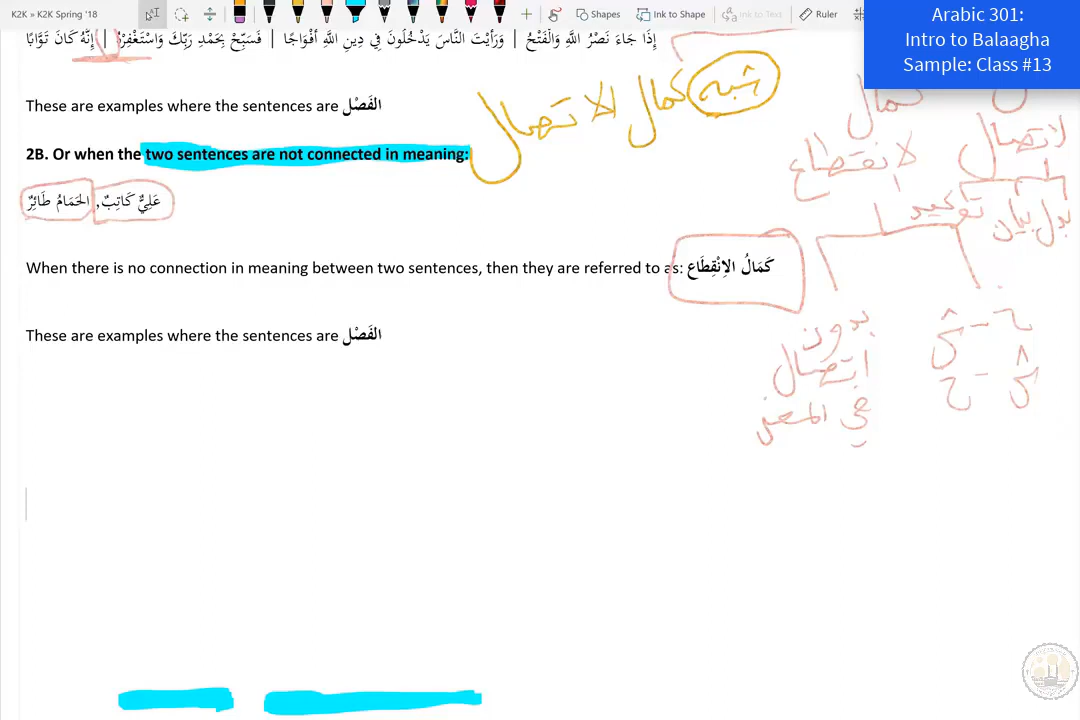 K2K » K2K Spring '18
Shapes
Ink to Shape
Ink to Text
Ruler
Arabic 301:
Intro to Balaagha
Sample: Class #13
إِذَا جَاءَ نَصْرُ اللَّهِ وَالْفَتْحُ | وَرَأَيْتَ النَّاسَ يَدْخُلُونَ فِي دِينِ اللَّهِ أَفْوَاجًا | فَسَبِّحْ بِحَمْدِ رَبِّكَ وَاسْتَغْفِرْهُ | إِنَّهُ كَانَ تَوَّابًا
شبه كمال الاتصال
These are examples where the sentences are الفَصْل
2B. Or when the two sentences are not connected in meaning:
عَلِيٌّ كَاتِبٌ, الحَمَامُ طَائِرٌ
When there is no connection in meaning between two sentences, then they are referred to as: كَمَالُ الاِنْقِطَاع
These are examples where the sentences are الفَصْل
كمال
لانقطاع
لاتصال
بدل بيان توكيد
بدون
اتصال
في المعنى